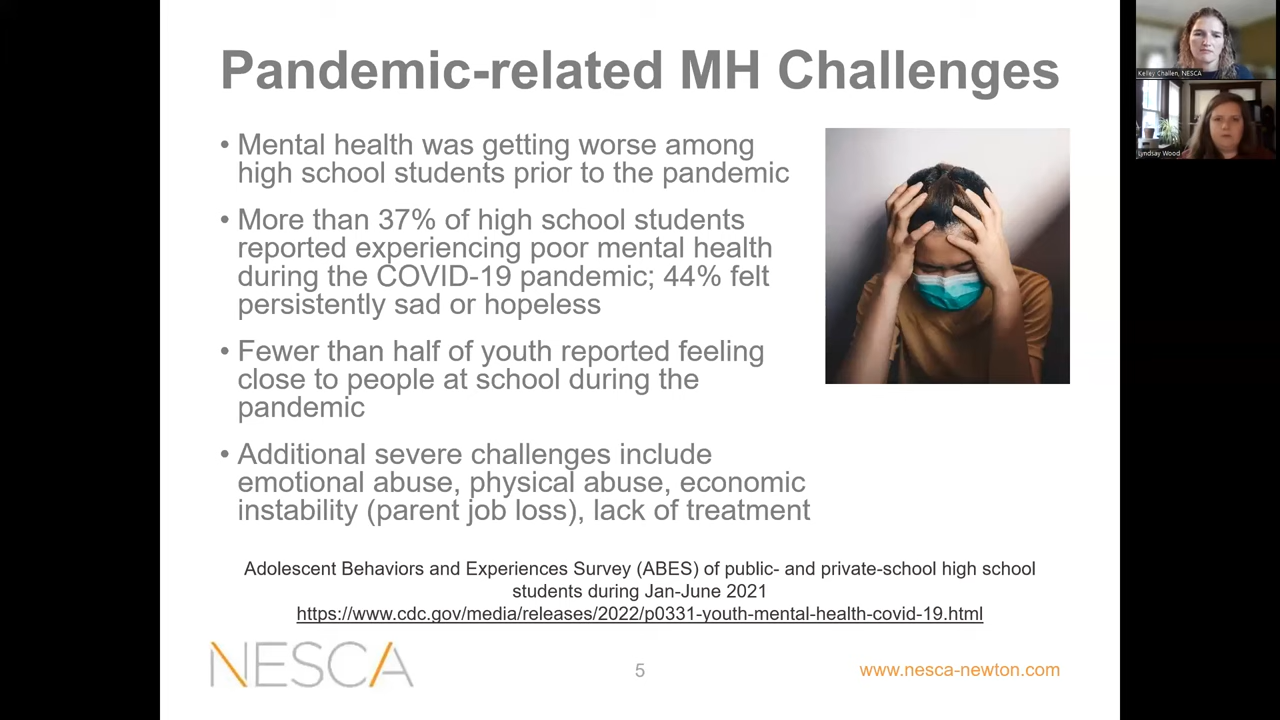 Pandemic-related MH Challenges
• Mental health was getting worse among
high school students prior to the pandemic
• More than 37% of high school students
reported experiencing poor mental health
during the COVID-19 pandemic; 44% felt
persistently sad or hopeless
• Fewer than half of youth reported feeling
close to people at school during the
pandemic
• Additional severe challenges include
emotional abuse, physical abuse, economic
instability (parent job loss), lack of treatment
Adolescent Behaviors and Experiences Survey (ABES) of public- and private-school high school
students during Jan-June 2021
https://www.cdc.gov/media/releases/2022/p0331-youth-mental-health-covid-19.html
NESCA
5
www.nesca-newton.com
Kelley Challen, NESCA
Lyndsay Wood